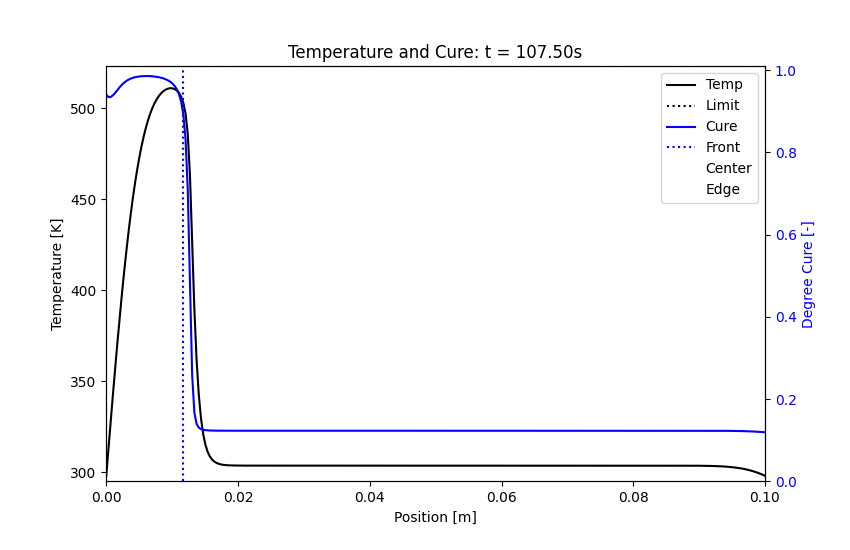 Temperature and Cure: t = 107.50s
Temp
Limit
Cure
Front
Center
Edge
Temperature [K]
500
450
400
350
300
Degree Cure [-]
1.0
0.8
0.6
0.4
0.2
0.0
0.00 0.02 0.04 0.06 0.08 0.10
Position [m]